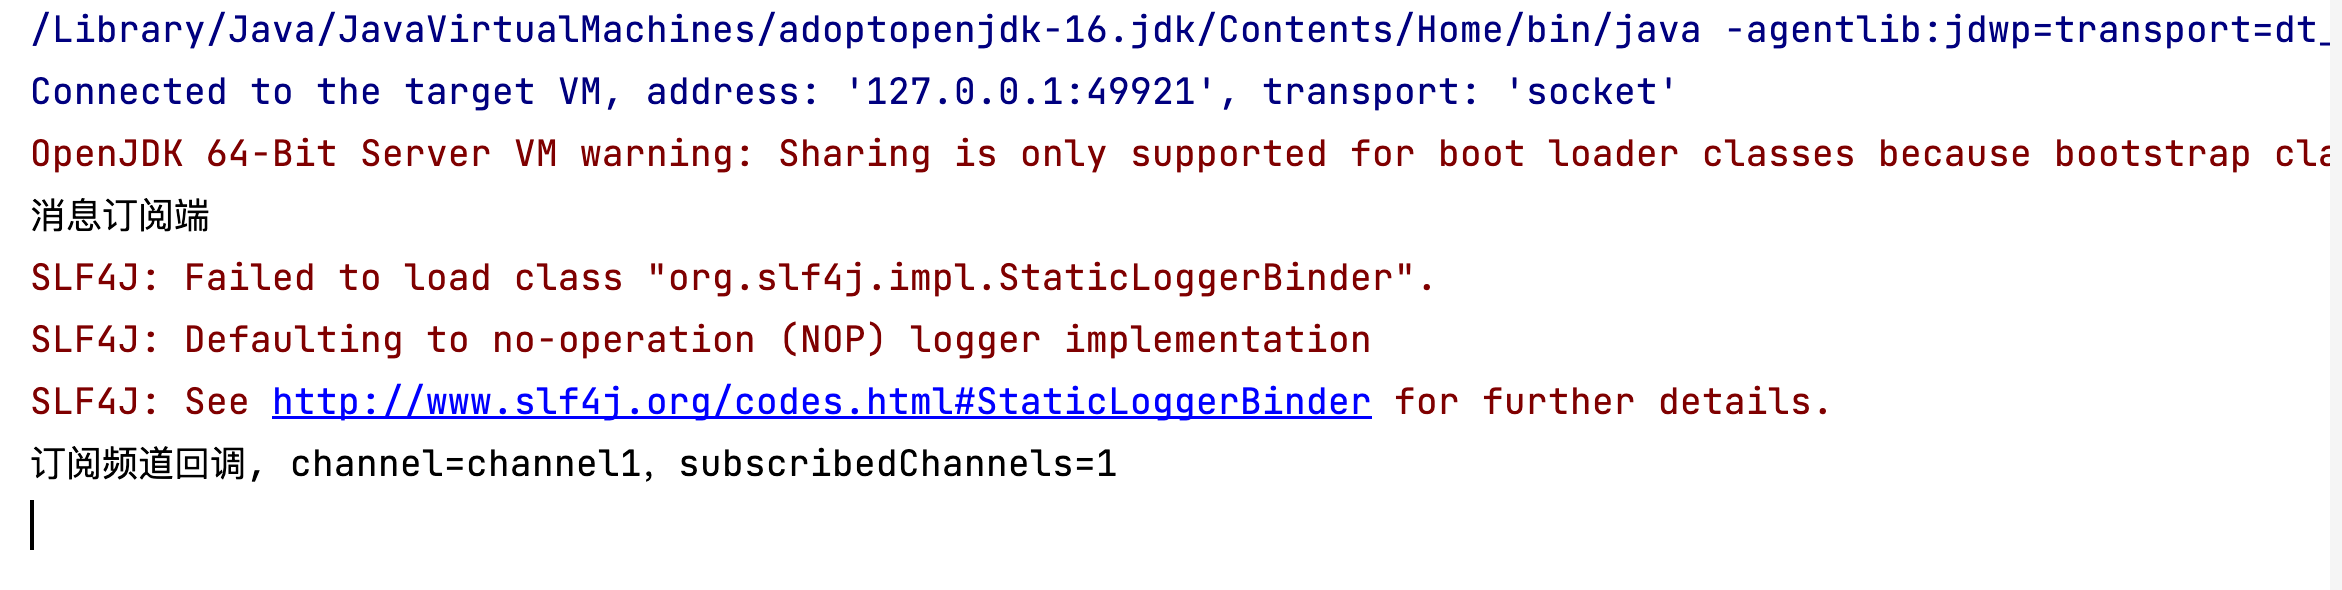 /Library/Java/JavaVirtualMachines/adoptopenjdk-16.jdk/Contents/Home/bin/java -agentlib:jdwp=transport=dt_
Connected to the target VM, address: '127.0.0.1:49921', transport: 'socket'
OpenJDK 64-Bit Server VM warning: Sharing is only supported for boot loader classes because bootstrap cla
消息订阅端
SLF4J: Failed to load class "org.slf4j.impl.StaticLoggerBinder".
SLF4J: Defaulting to no-operation (NOP) logger implementation
SLF4J: See http://www.slf4j.org/codes.html#StaticLoggerBinder for further details.
订阅频道回调, channel=channel1，subscribedChannels=1